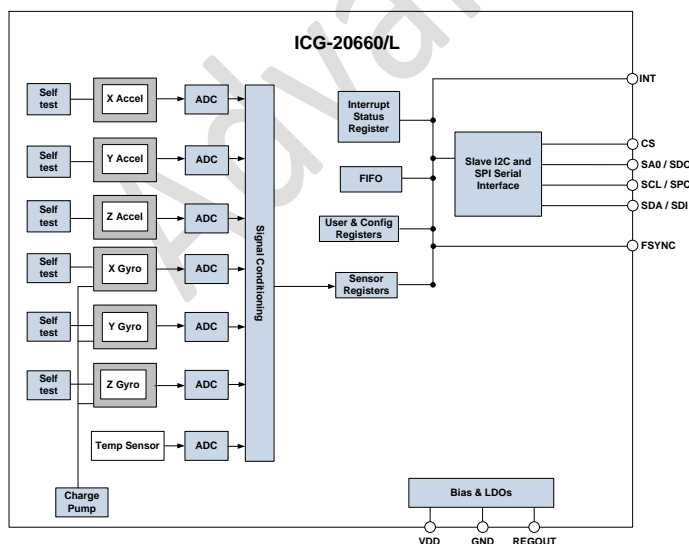 ICG-20660/L
Self
test
X Accel
ADC
Self
test
Y Accel
ADC
Self
test
Z Accel
ADC
Self
test
X Gyro
ADC
Self
test
Y Gyro
ADC
Self
test
Z Gyro
ADC
Temp Sensor
ADC
Charge
Pump
Signal Conditioning
Interrupt
Status
Register
FIFO
User & Config
Registers
Sensor
Registers
Slave I2C and
SPI Serial
Interface
INT
CS
SA0 / SDO
SCL / SPC
SDA / SDI
FSYNC
Bias & LDOs
VDD
GND
REGOUT
Adva